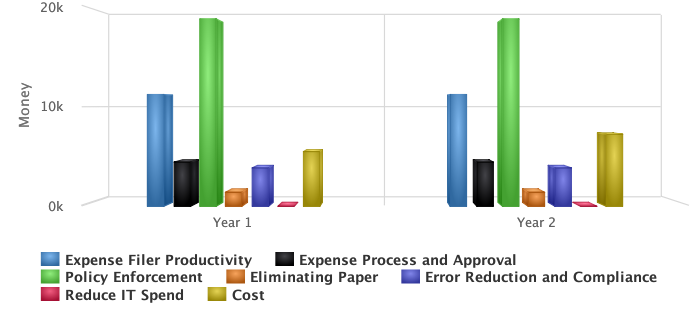 20k
Money
10k
0k
Year 1 Year 2
Expense Filer Productivity Expense Process and Approval
Policy Enforcement Eliminating Paper Error Reduction and Compliance
Reduce IT Spend Cost